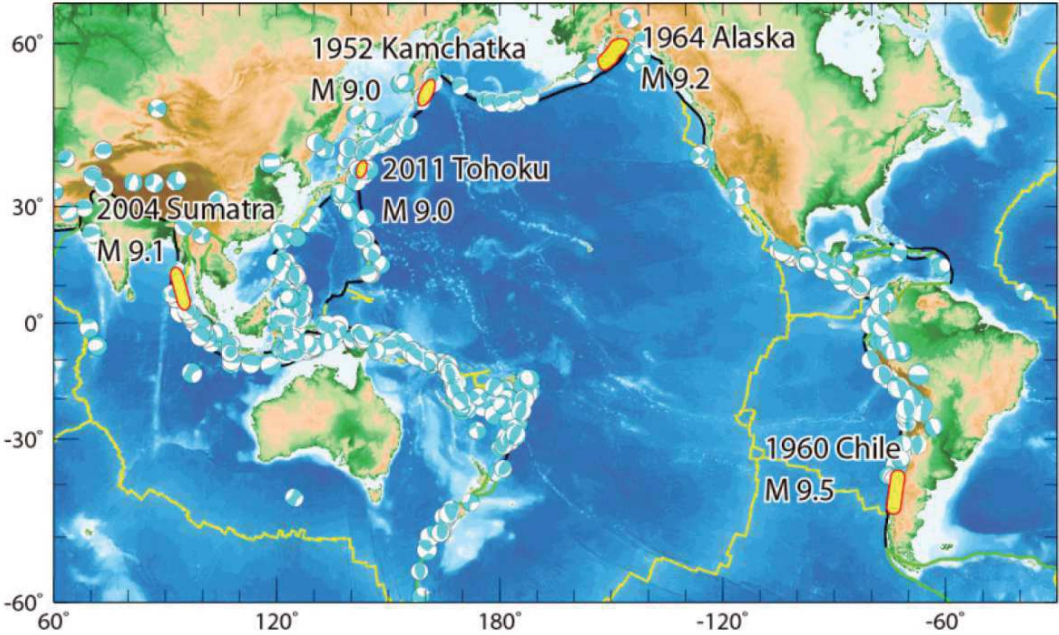 60˚
1952 Kamchatka
M 9.0
1964 Alaska
M 9.2
2011 Tohoku
M 9.0
30˚
2004 Sumatra
M 9.1
0˚
-30˚
1960 Chile
M 9.5
-60˚
60˚
120˚
180˚
-120˚
-60˚